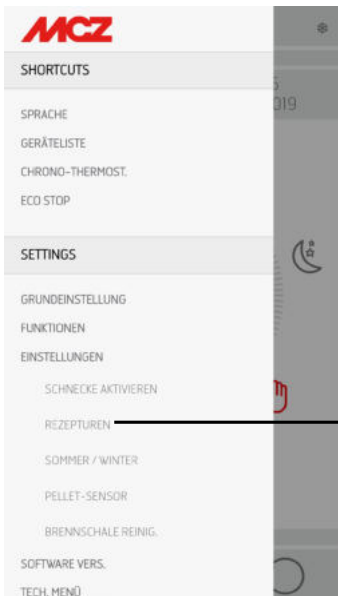 MCZ
SHORTCUTS
SPRACHE
GERÄTELISTE
CHRONO-THERMOST.
ECO STOP
SETTINGS
GRUNDEINSTELLUNG
FUNKTIONEN
EINSTELLUNGEN
SCHNECKE AKTIVIEREN
REZEPTUREN
SOMMER / WINTER
PELLET-SENSOR
BRENNSCHALE REINIG.
SOFTWARE VERS.
TECH. MENÜ